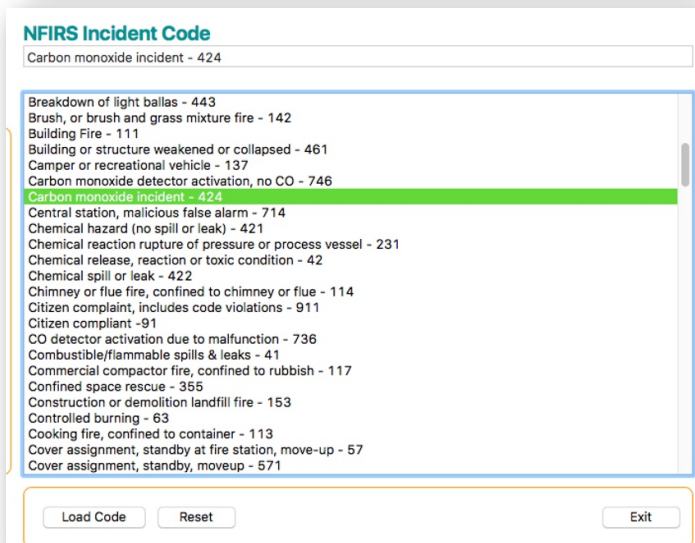 NFIRS Incident Code
Carbon monoxide incident - 424
Breakdown of light ballas - 443
Brush, or brush and grass mixture fire - 142
Building Fire - 111
Building or structure weakened or collapsed - 461
Camper or recreational vehicle - 137
Carbon monoxide detector activation, no CO - 746
Carbon monoxide incident - 424
Central station, malicious false alarm - 714
Chemical hazard (no spill or leak) - 421
Chemical reaction rupture of pressure or process vessel - 231
Chemical release, reaction or toxic condition - 42
Chemical spill or leak - 422
Chimney or flue fire, confined to chimney or flue - 114
Citizen complaint, includes code violations - 911
Citizen compliant -91
CO detector activation due to malfunction - 736
Combustible/flammable spills & leaks - 41
Commercial compactor fire, confined to rubbish - 117
Confined space rescue - 355
Construction or demolition landfill fire - 153
Controlled burning - 63
Cooking fire, confined to container - 113
Cover assignment, standby at fire station, move-up - 57
Cover assignment, standby, moveup - 571
Load Code Reset Exit